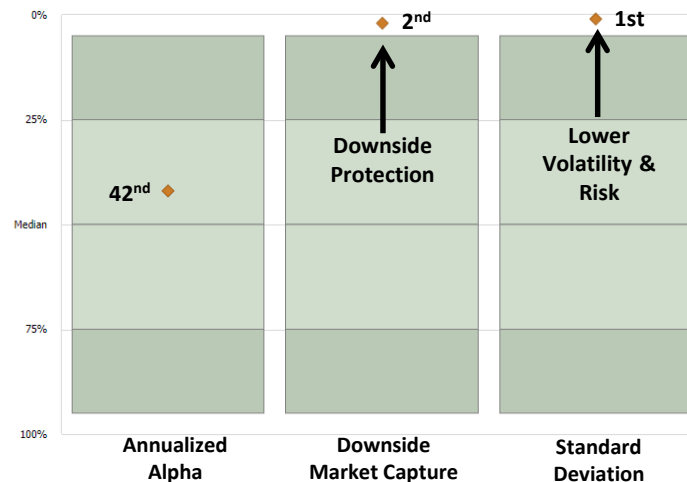 0%
2nd
1st
25%
Downside
Protection
Lower
Volatility &
Risk
42nd
Median
75%
100%
Annualized
Alpha
Downside
Market Capture
Standard
Deviation